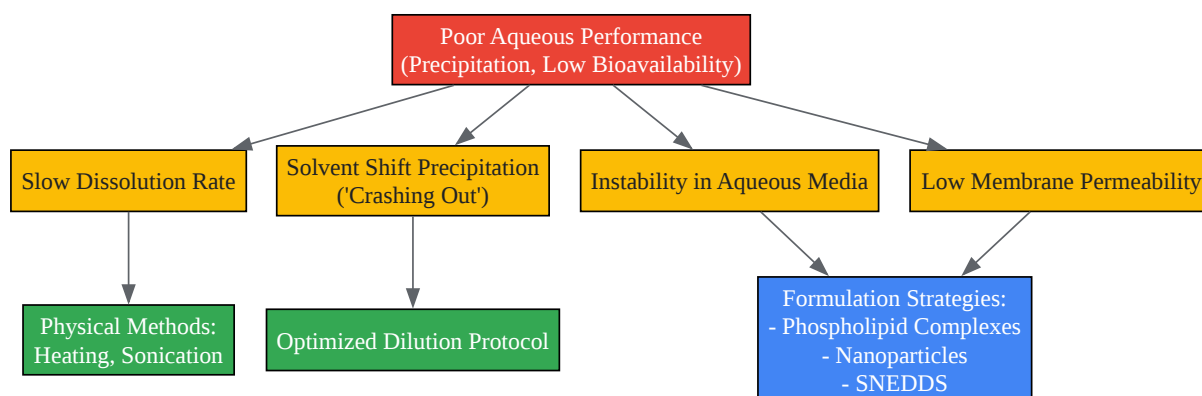 Poor Aqueous Performance
(Precipitation, Low Bioavailability)
Slow Dissolution Rate
Solvent Shift Precipitation
('Crashing Out')
Instability in Aqueous Media
Low Membrane Permeability
Physical Methods:
Heating, Sonication
Optimized Dilution Protocol
Formulation Strategies:
- Phospholipid Complexes
- Nanoparticles
- SNEDDS